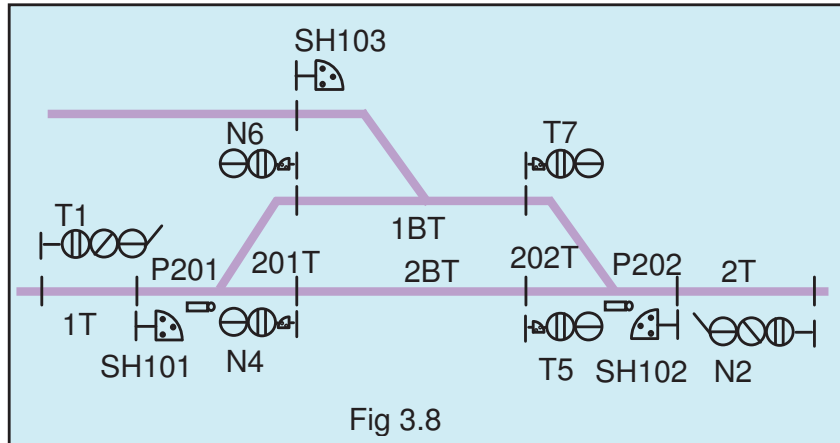 SH103
N6
T7
T1
1BT
P201
201T
2BT
202T
P202
2T
1T
SH101
N4
T5
SH102
N2
Fig 3.8